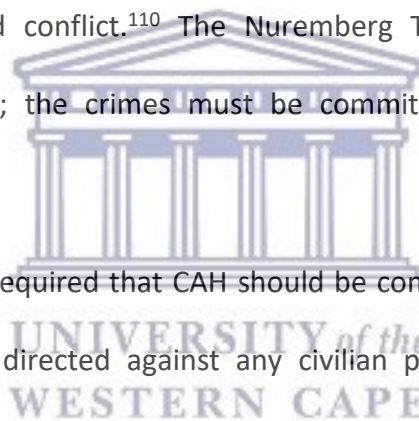 d conflict.¹¹⁰ The Nuremberg T
; the crimes must be commit
equired that CAH should be con
UNIVERSITY of the
directed against any civilian p
WESTERN CAPE